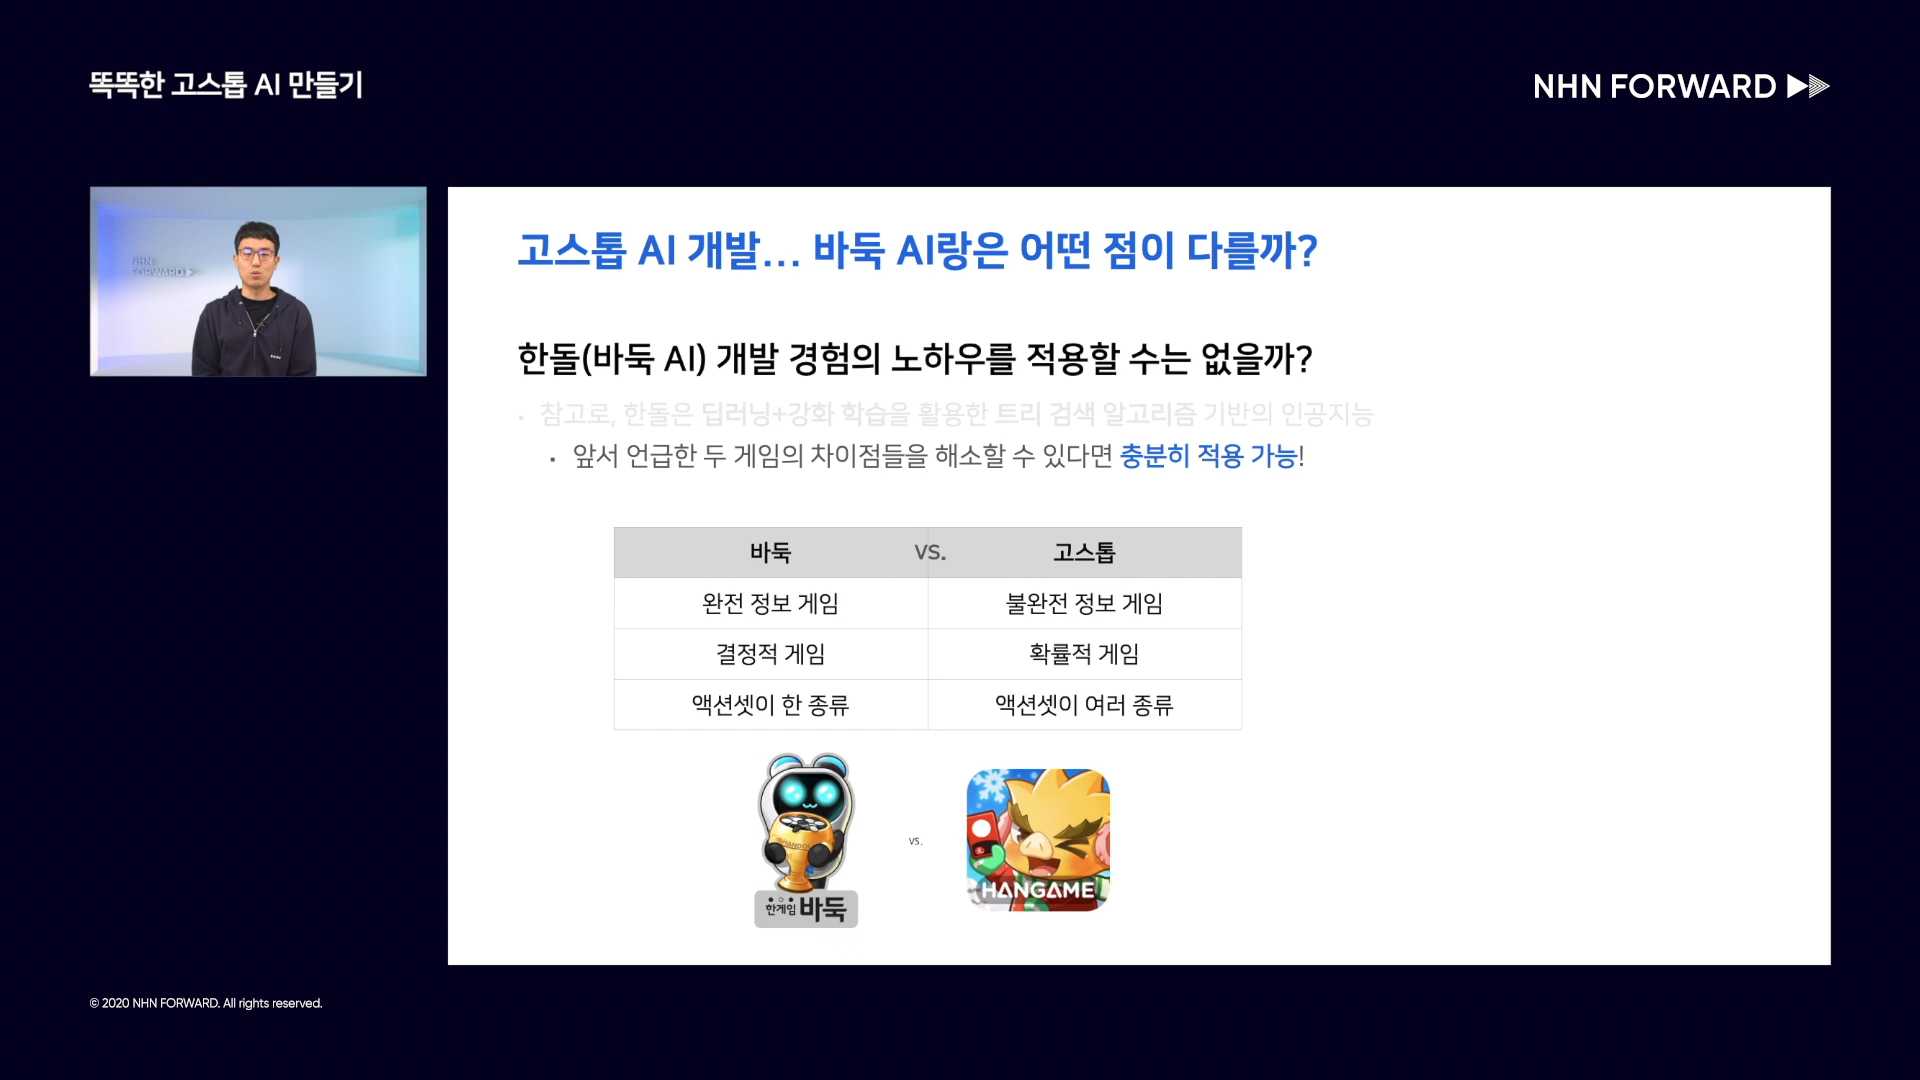 똑똑한 고스톱 AI 만들기
NHN FORWARD
NHN
FORWARD
고스톱 AI 개발... 바둑 AI랑은 어떤 점이 다를까?
한돌(바둑 AI) 개발 경험의 노하우를 적용할 수는 없을까?
· 참고로, 한돌은 딥러닝+강화 학습을 활용한 트리 검색 알고리즘 기반의 인공지능
· 앞서 언급한 두 게임의 차이점들을 해소할 수 있다면 충분히 적용 가능!
바둑 vs. 고스톱
완전 정보 게임 불완전 정보 게임
결정적 게임 확률적 게임
액션셋이 한 종류 액션셋이 여러 종류
HANDOL
한게임 바둑
vs.
HANGAME
© 2020 NHN FORWARD. All rights reserved.